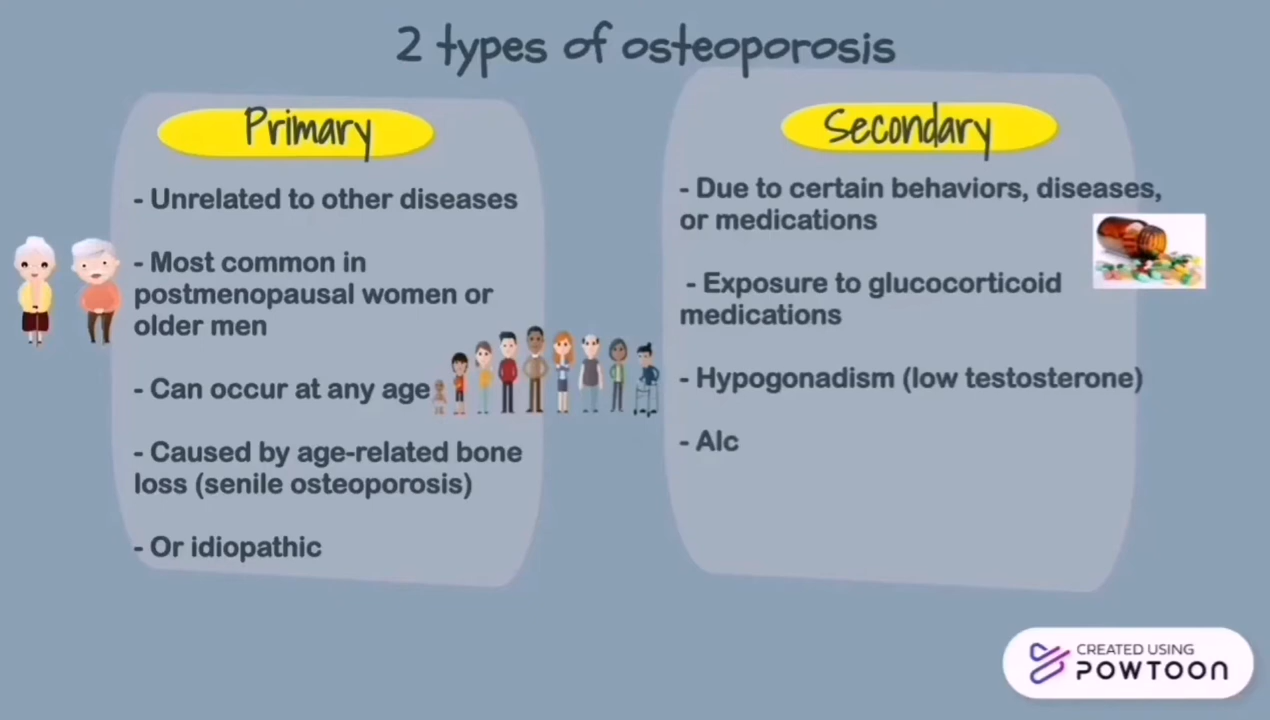 2 types of osteoporosis
Primary
- Unrelated to other diseases
- Most common in
postmenopausal women or
older men
- Can occur at any age
- Caused by age-related bone
loss (senile osteoporosis)
- Or idiopathic
Secondary
- Due to certain behaviors, diseases,
or medications
- Exposure to glucocorticoid
medications
- Hypogonadism (low testosterone)
- Alc
CREATED USING
POWTOON